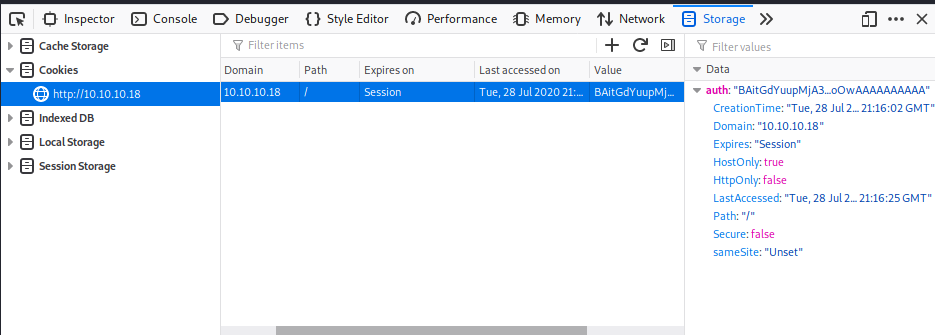 Inspector Console Debugger Style Editor Performance Memory Network Storage
Cache Storage
Cookies
http://10.10.10.18
Indexed DB
Local Storage
Session Storage
Filter items
Domain Path Expires on Last accessed on Value
10.10.10.18 / Session Tue, 28 Jul 2020 21:... BAitGdYuupMj...
Filter values
Data
auth: "BAitGdYuupMjA3...oOwAAAAAAAAAA"
CreationTime: "Tue, 28 Jul 2... 21:16:02 GMT"
Domain: "10.10.10.18"
Expires: "Session"
HostOnly: true
HttpOnly: false
LastAccessed: "Tue, 28 Jul 2... 21:16:25 GMT"
Path: "/"
Secure: false
sameSite: "Unset"